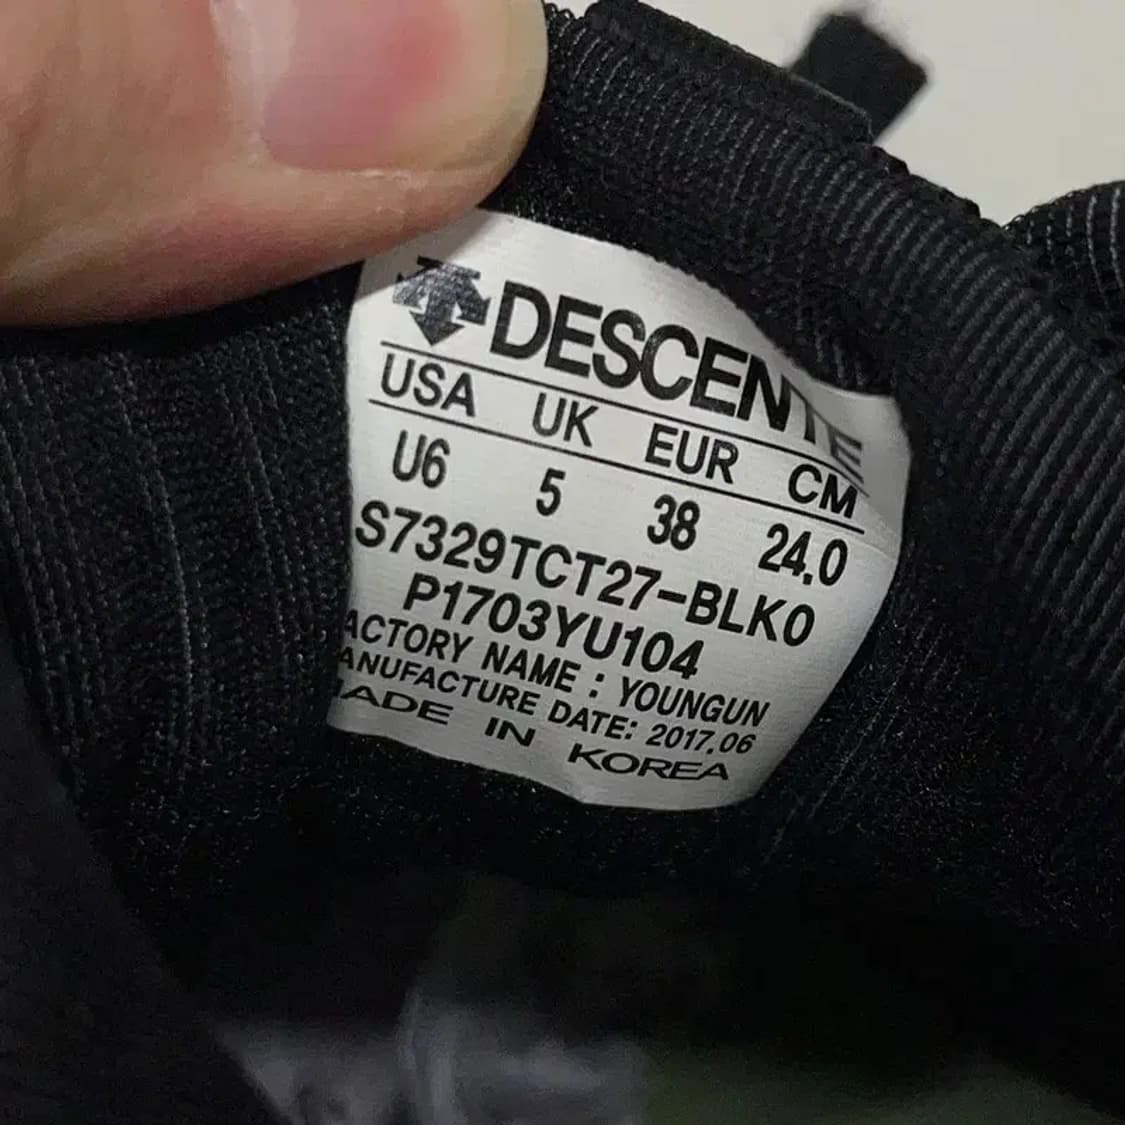 DESCENTE
USA UK EUR CM
U6 5 38 24.0
S7329TCT27-BLK0
P1703YU104
ACTORY NAME : YOUNGUN
ANUFACTURE DATE: 2017.06
MADE IN KOREA